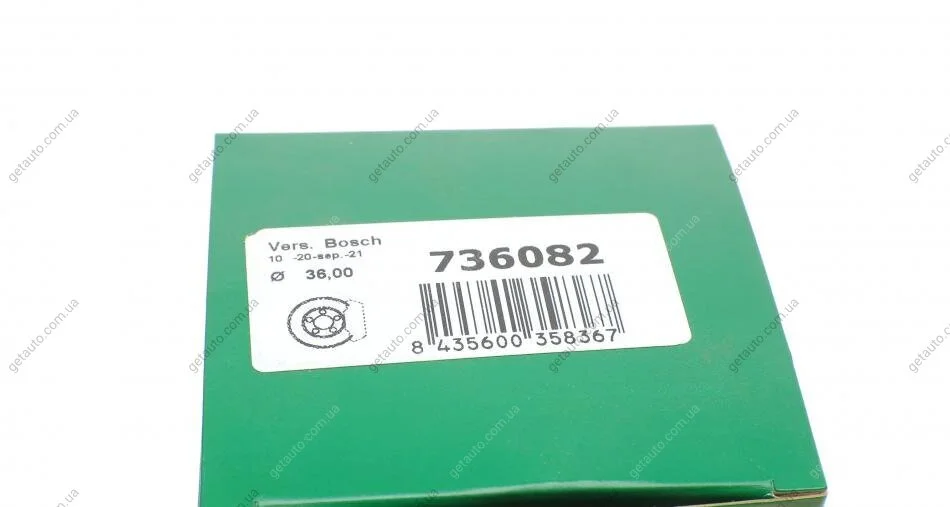 Vers. Bosch
10 -20-sep.-21
Ø 36,00
736082
8 435600 358367
getauto.com.ua